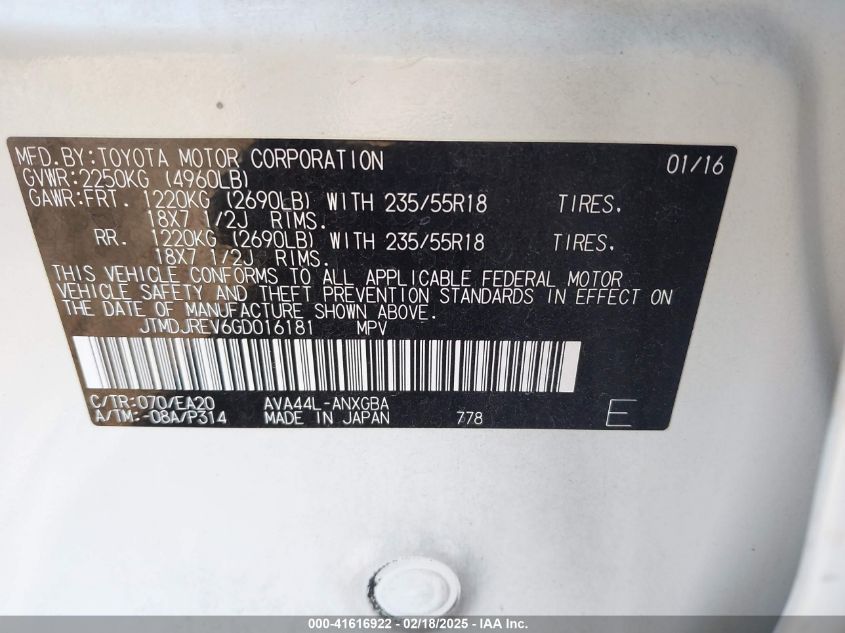 MFD.BY:TOYOTA MOTOR CORPORATION 01/16
GVWR:2250KG (4960LB)
GAWR:FRT. 1220KG (2690LB) WITH 235/55R18 TIRES.
18X7 1/2J RIMS.
RR. 1220KG (2690LB) WITH 235/55R18 TIRES.
18X7 1/2J RIMS.
THIS VEHICLE CONFORMS TO ALL APPLICABLE FEDERAL MOTOR
VEHICLE SAFETY AND THEFT PREVENTION STANDARDS IN EFFECT ON
THE DATE OF MANUFACTURE SHOWN ABOVE.
JTMDJREV6GD016181 MPV
C/TR:070/EA20 AVA44L-ANXGBA
A/TM:-08A/P314 MADE IN JAPAN 778 E
000-41616922 - 02/18/2025 - IAA Inc.